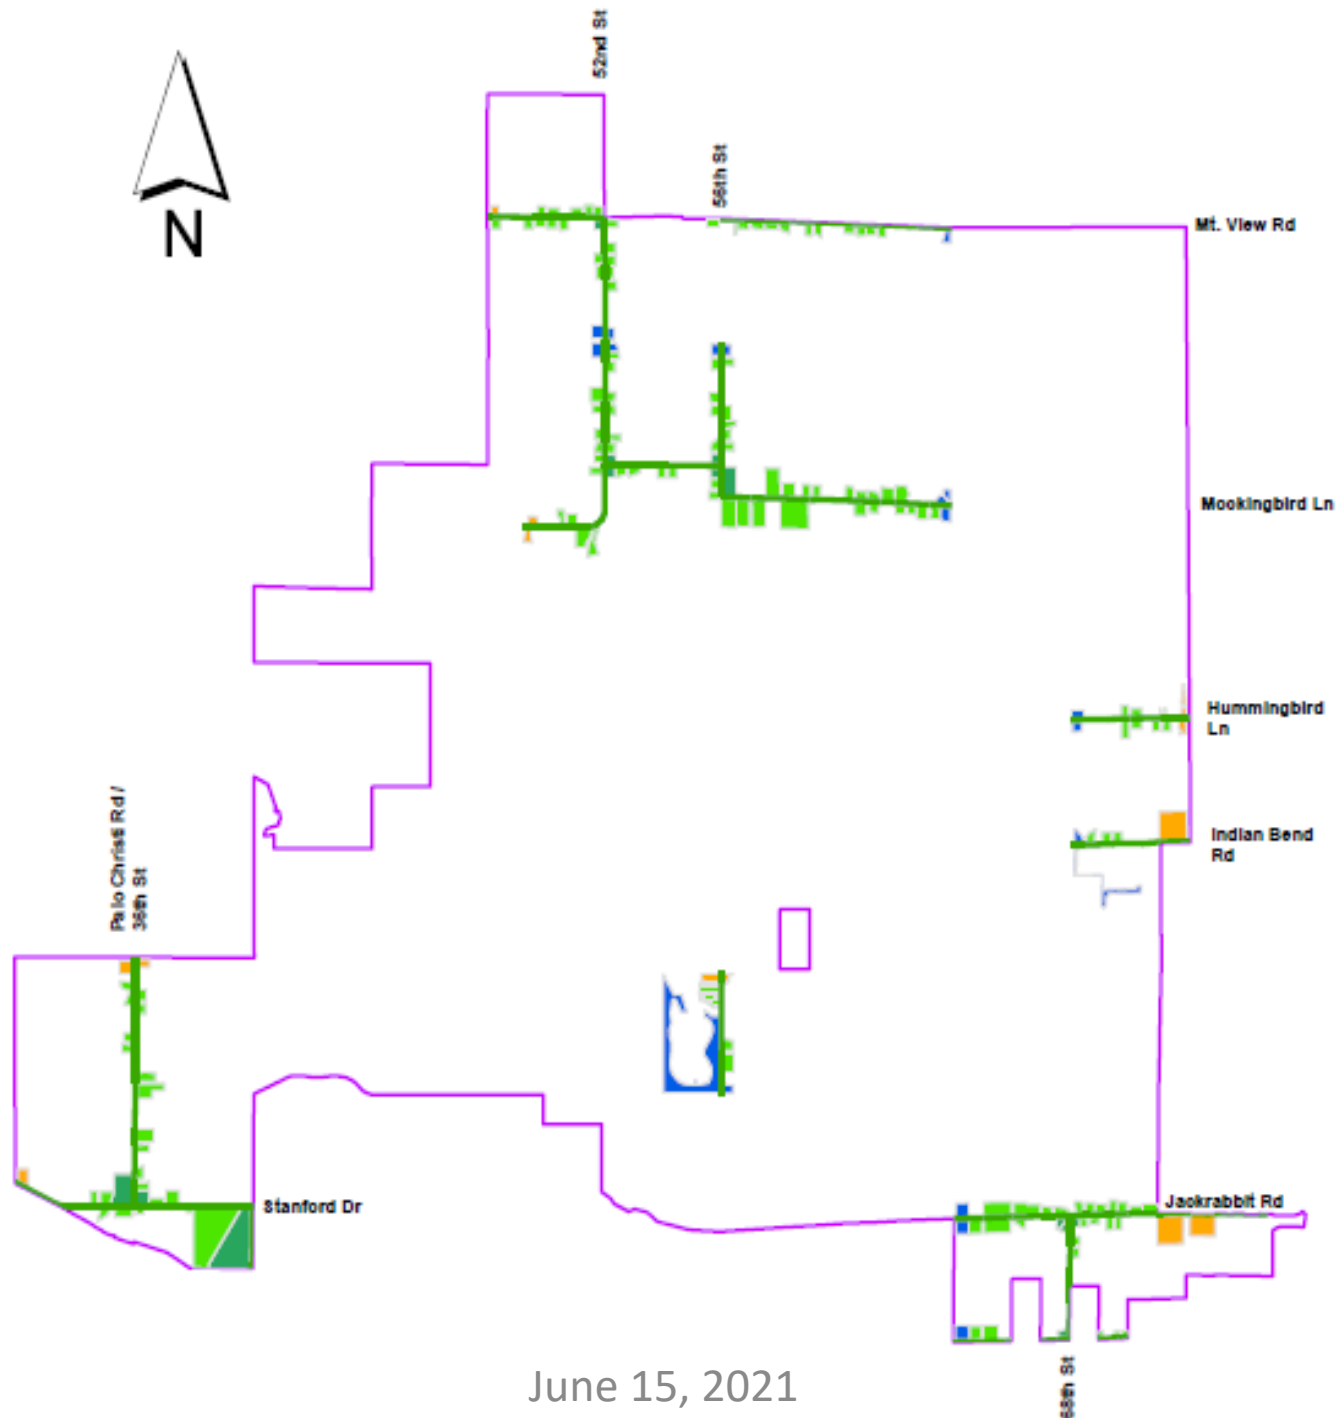 52nd St
56th St
N
Mt. View Rd
Mockingbird Ln
Hummingbird
Ln
Indian Bend
Rd
Palo Christi Rd /
36th St
Stanford Dr
Jackrabbit Rd
68th St
June 15, 2021